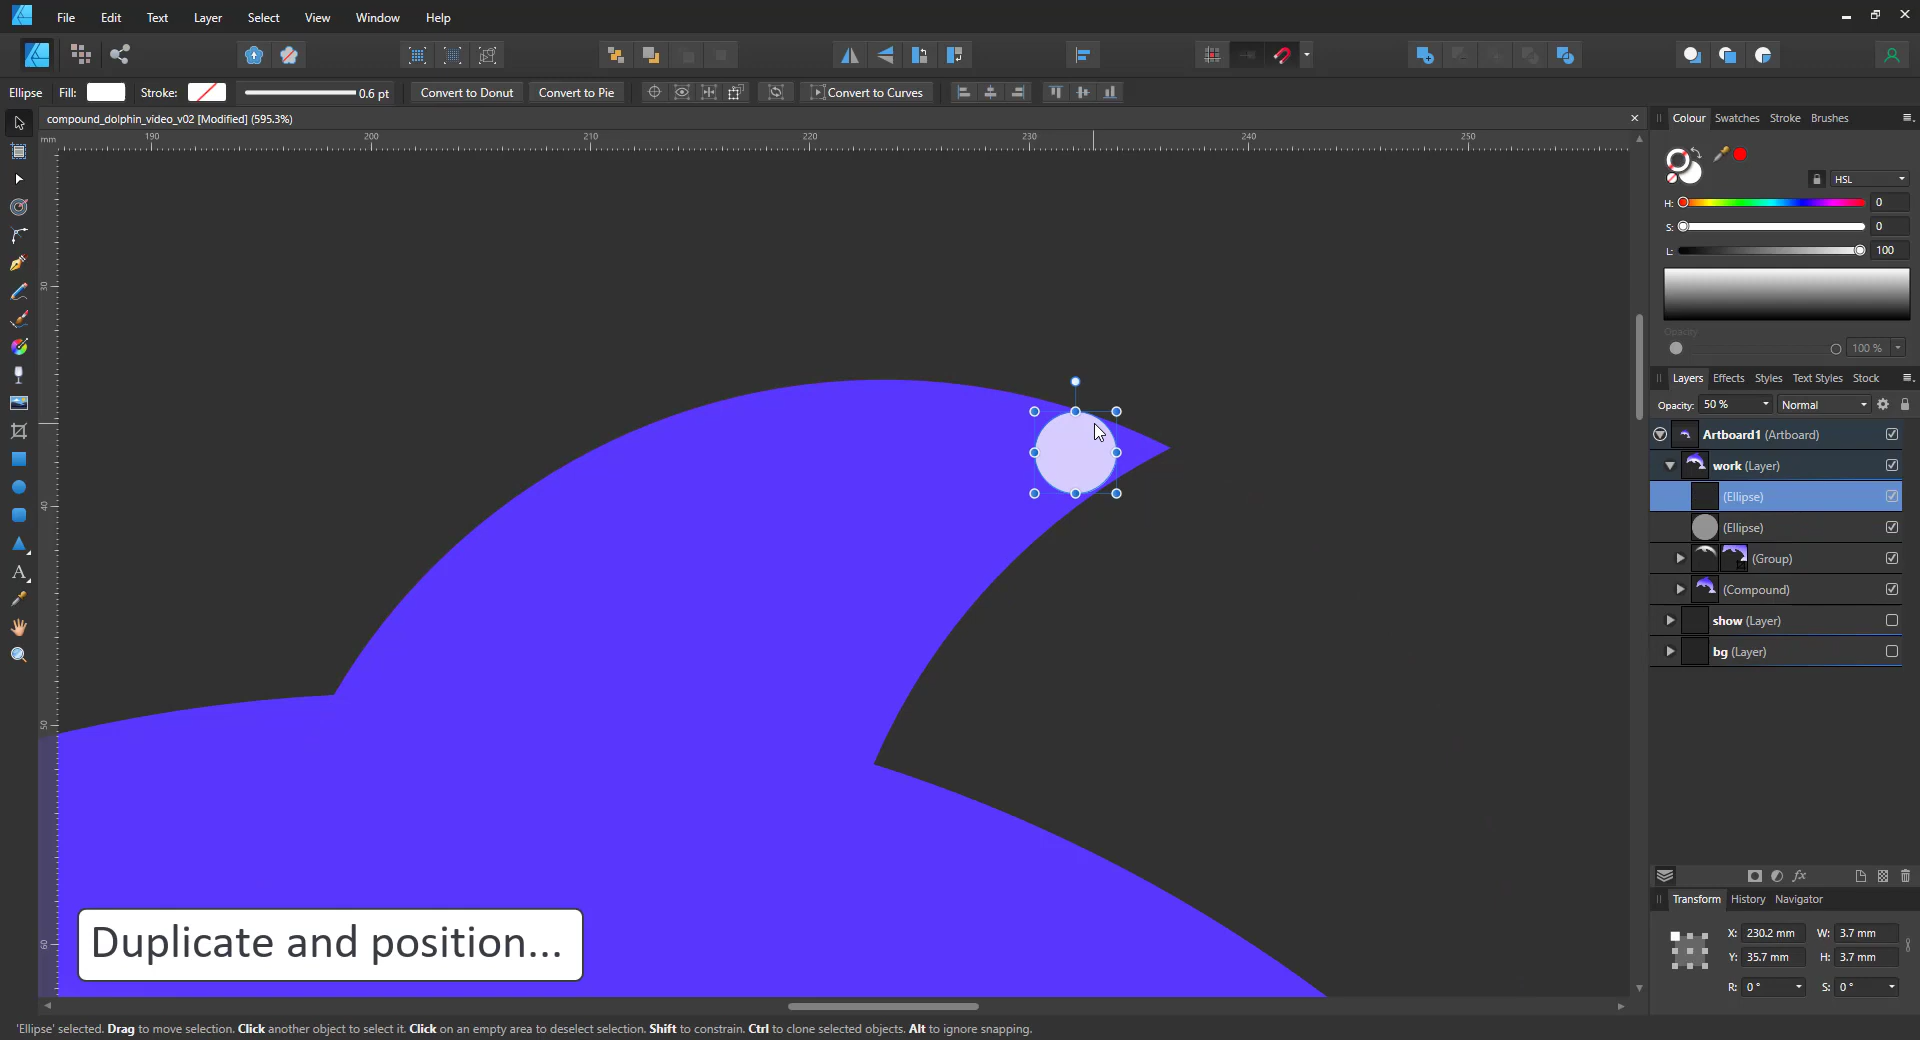 File Edit Text Layer Select View Window Help
Ellipse Fill: Stroke: 0.6 pt Convert to Donut Convert to Pie Convert to Curves
compound_dolphin_video_v02 [Modified] (595.3%)
mm 190 200 210 220 230 240 250
30
40
50
60
Colour Swatches Stroke Brushes
HSL
H: 0
S: 0
L: 100
Opacity
100 %
Layers Effects Styles Text Styles Stock
Opacity: 50 % Normal
Artboard1 (Artboard)
work (Layer)
(Ellipse)
(Ellipse)
(Group)
(Compound)
show (Layer)
bg (Layer)
fx
Transform History Navigator
X: 230.2 mm W: 3.7 mm
Y: 35.7 mm H: 3.7 mm
R: 0 ° S: 0 °
Duplicate and position...
'Ellipse' selected. Drag to move selection. Click another object to select it. Click on an empty area to deselect selection. Shift to constrain. Ctrl to clone selected objects. Alt to ignore snapping.